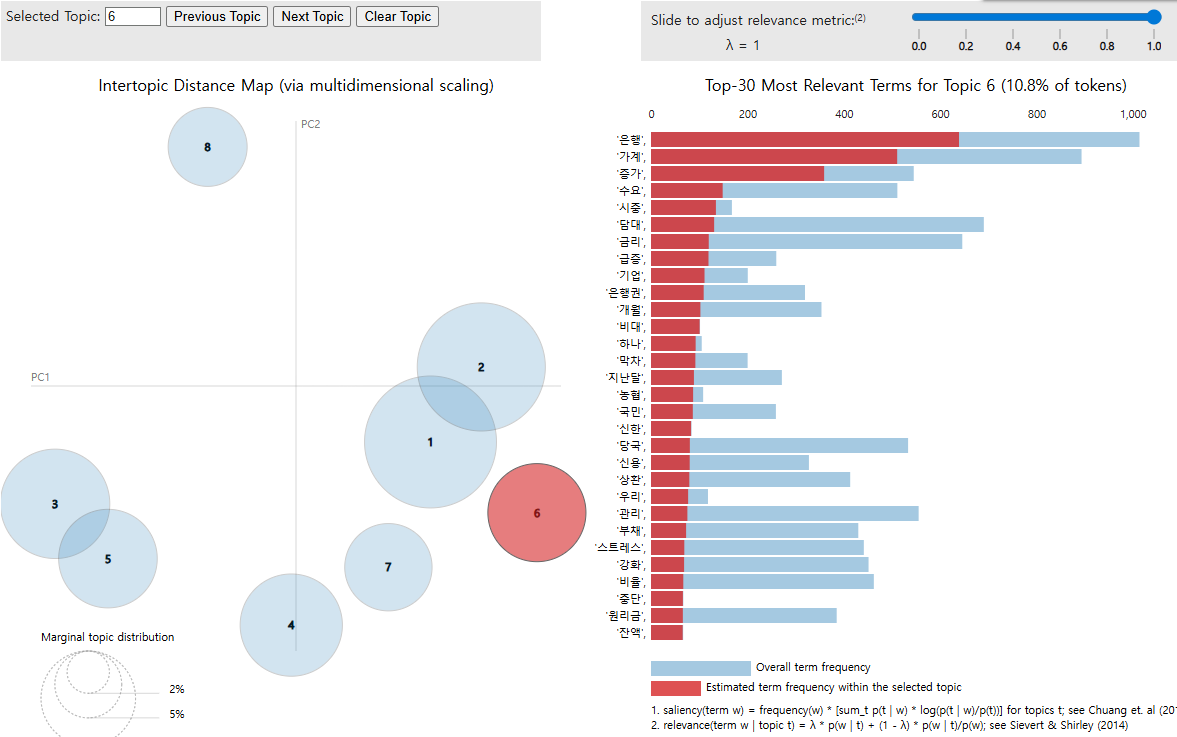 Selected Topic: 6 Previous Topic Next Topic Clear Topic
Slide to adjust relevance metric:(2)
λ = 1
0.0 0.2 0.4 0.6 0.8 1.0
Intertopic Distance Map (via multidimensional scaling)
PC2
PC1
8
2
1
3
6
5
7
4
Marginal topic distribution
2%
5%
Top-30 Most Relevant Terms for Topic 6 (10.8% of tokens)
0 200 400 600 800 1,000
'은행',
'가계',
'증가',
'수요',
'시중',
'담대',
'금리',
'급증',
'기업',
'은행권',
'개월',
'비대',
'하나',
'막차',
'지난달',
'농협',
'국민',
'신한',
'당국',
'신용',
'상환',
'우리',
'관리',
'부채',
'스트레스',
'강화',
'비율',
'중단',
'원리금',
'잔액',
Overall term frequency
Estimated term frequency within the selected topic
1. saliency(term w) = frequency(w) * [sum_t p(t | w) * log(p(t | w)/p(t))] for topics t; see Chuang et. al (201
2. relevance(term w | topic t) = λ * p(w | t) + (1 - λ) * p(w | t)/p(w); see Sievert & Shirley (2014)